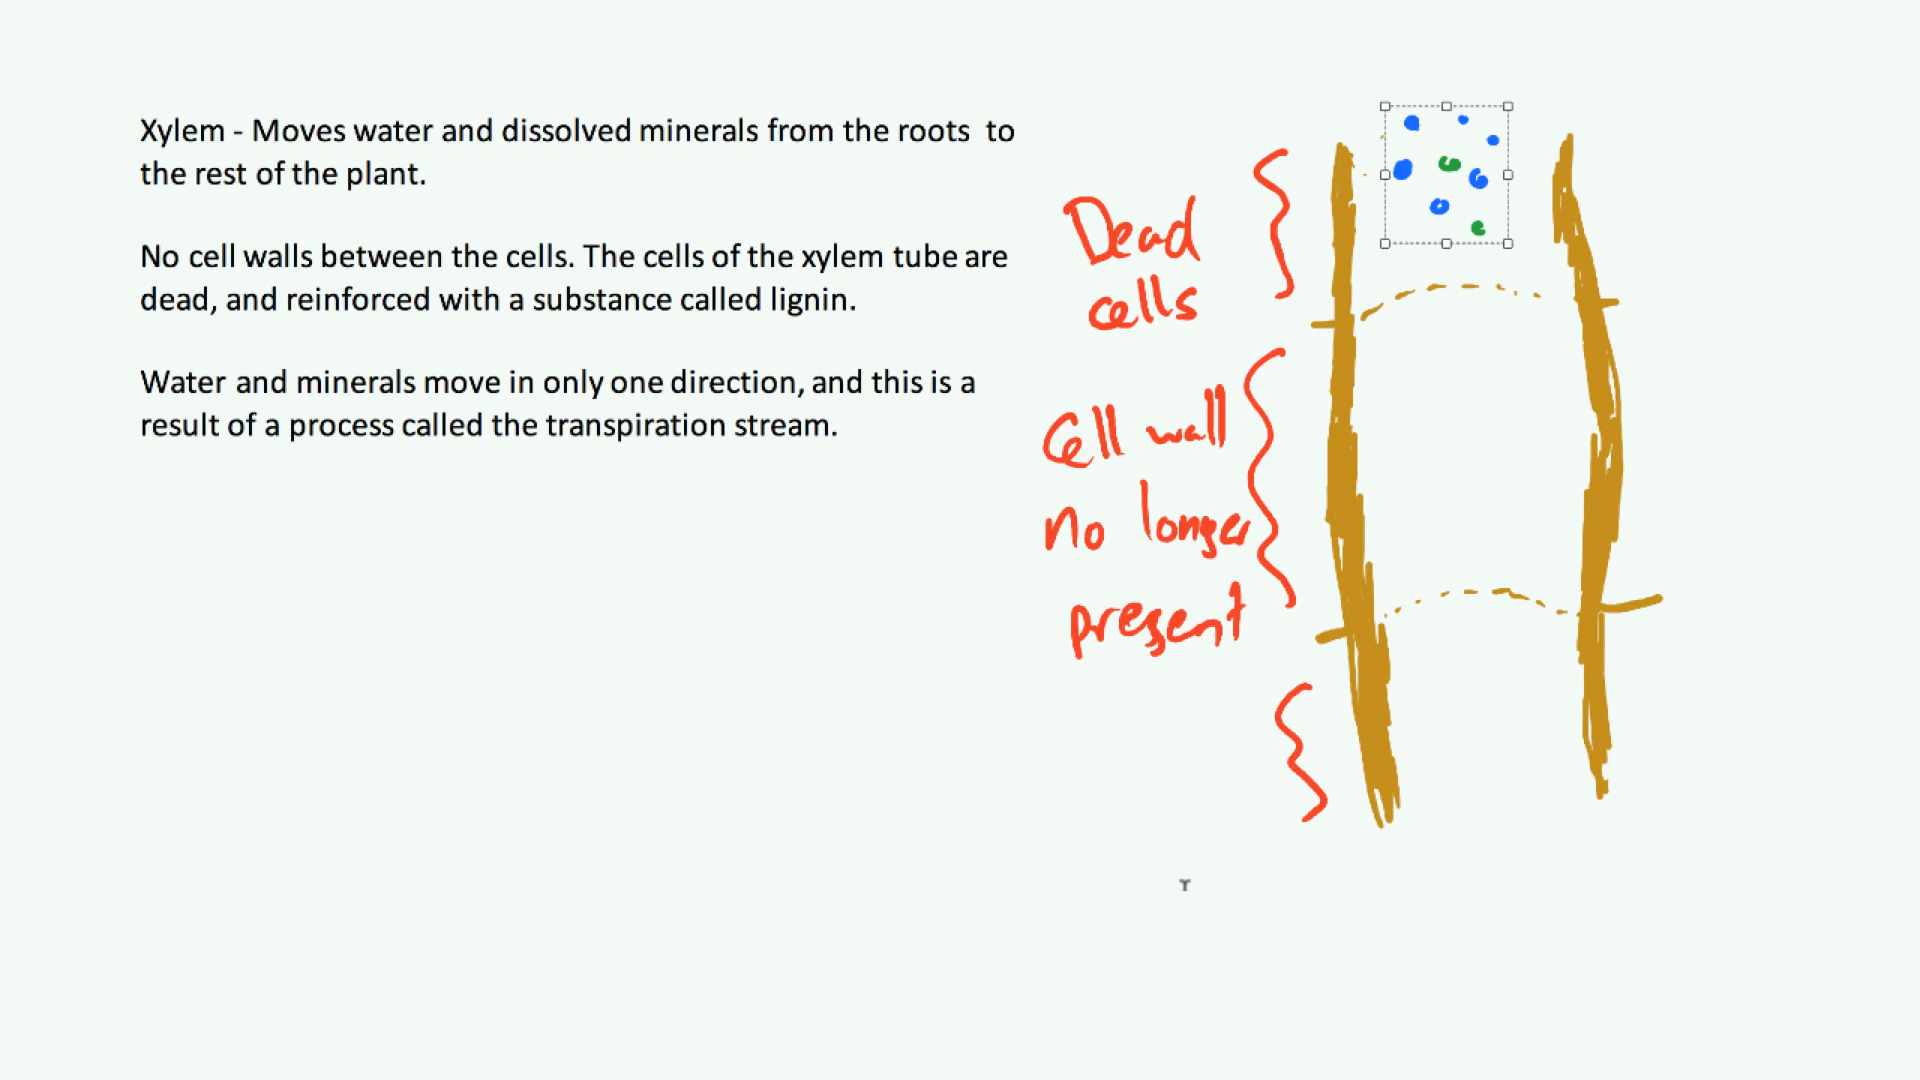 Xylem - Moves water and dissolved minerals from the roots  to
the rest of the plant.
No cell walls between the cells. The cells of the xylem tube are
dead, and reinforced with a substance called lignin.
Water and minerals move in only one direction, and this is a
result of a process called the transpiration stream.
Dead
cells
Cell wall
no longer
present